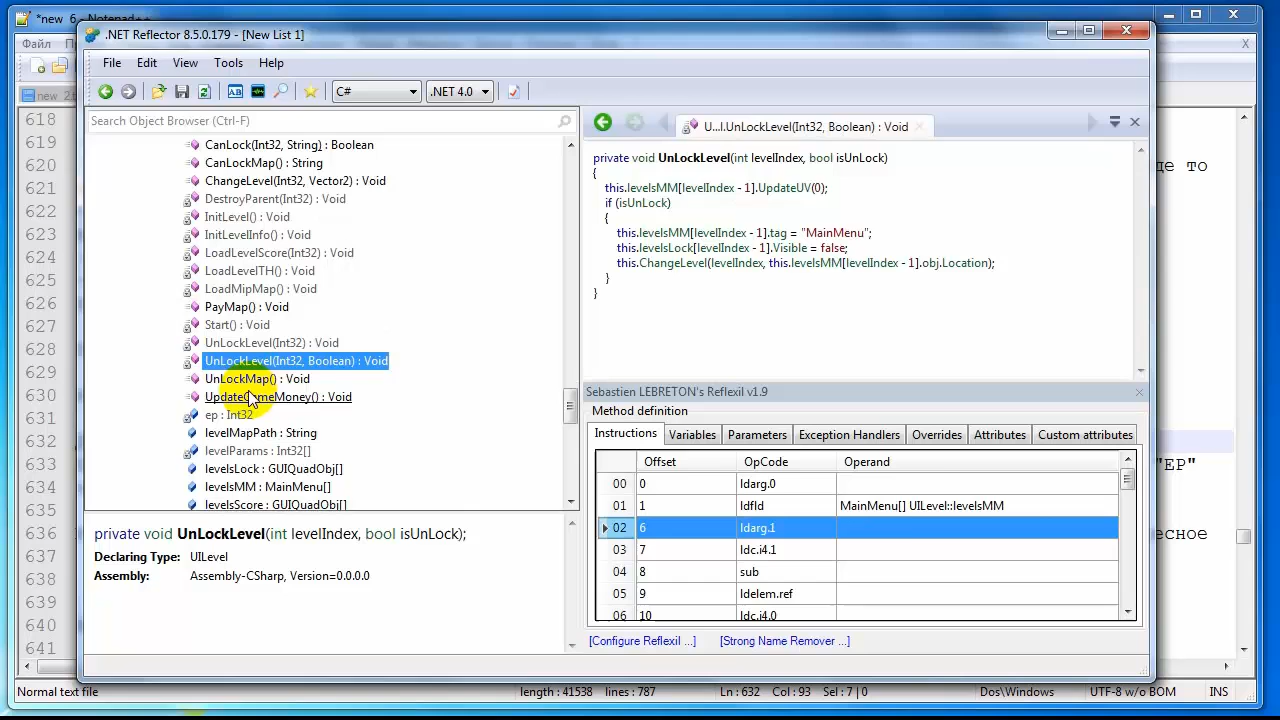 *new 6 - Notepad++
.NET Reflector 8.5.0.179 - [New List 1]
Файл
File Edit View Tools Help
X
C# .NET 4.0
new 2
Search Object Browser (Ctrl-F)
U...l.UnLockLevel(Int32, Boolean) : Void
618
619
620
621
622
623
624
625
626
627
628
629
630
631
632
633
634
635
636
637
638
639
640
641
CanLock(Int32, String) : Boolean
CanLockMap() : String
ChangeLevel(Int32, Vector2) : Void
DestroyParent(Int32) : Void
InitLevel() : Void
InitLevelInfo() : Void
LoadLevelScore(Int32) : Void
LoadLevelTH() : Void
LoadMipMap() : Void
PayMap() : Void
Start() : Void
UnLockLevel(Int32) : Void
UnLockLevel(Int32, Boolean) : Void
UnLockMap() : Void
UpdateGameMoney() : Void
ep : Int32
levelMapPath : String
levelParams : Int32[]
levelsLock : GUIQuadObj[]
levelsMM : MainMenu[]
levelsScore : GUIQuadObj[]
private void UnLockLevel(int levelIndex, bool isUnLock)
{
this.levelsMM[levelIndex - 1].UpdateUV(0);
if (isUnLock)
{
this.levelsMM[levelIndex - 1].tag = "MainMenu";
this.levelsLock[levelIndex - 1].Visible = false;
this.ChangeLevel(levelIndex, this.levelsMM[levelIndex - 1].obj.Location);
}
}
де то
"EP"
есное
Sebastien LEBRETON's Reflexil v1.9
Method definition
Instructions Variables Parameters Exception Handlers Overrides Attributes Custom attributes
Offset OpCode Operand
00 0 ldarg.0
01 1 ldfld MainMenu[] UILevel::levelsMM
02 6 ldarg.1
03 7 ldc.i4.1
04 8 sub
05 9 ldelem.ref
06 10 ldc.i4.0
[Configure Reflexil ...] [Strong Name Remover ...]
private void UnLockLevel(int levelIndex, bool isUnLock);
Declaring Type: UILevel
Assembly: Assembly-CSharp, Version=0.0.0.0
Normal text file length : 41538 lines : 787 Ln : 632 Col : 93 Sel : 7 | 0 Dos\Windows UTF-8 w/o BOM INS